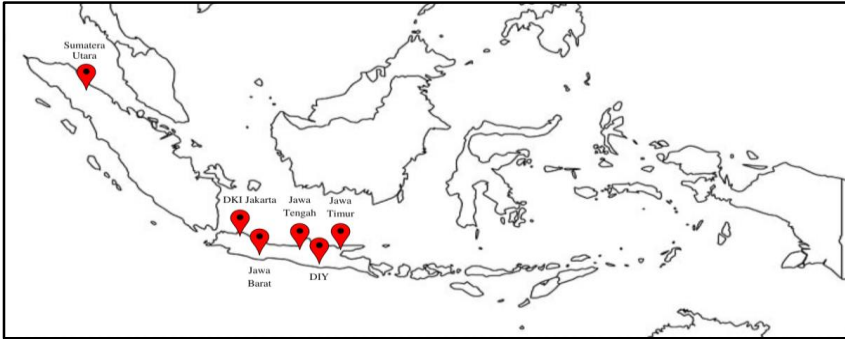 Sumatera
Utara
DKI Jakarta
Jawa
Tengah
Jawa
Timur
Jawa
Barat
DIY